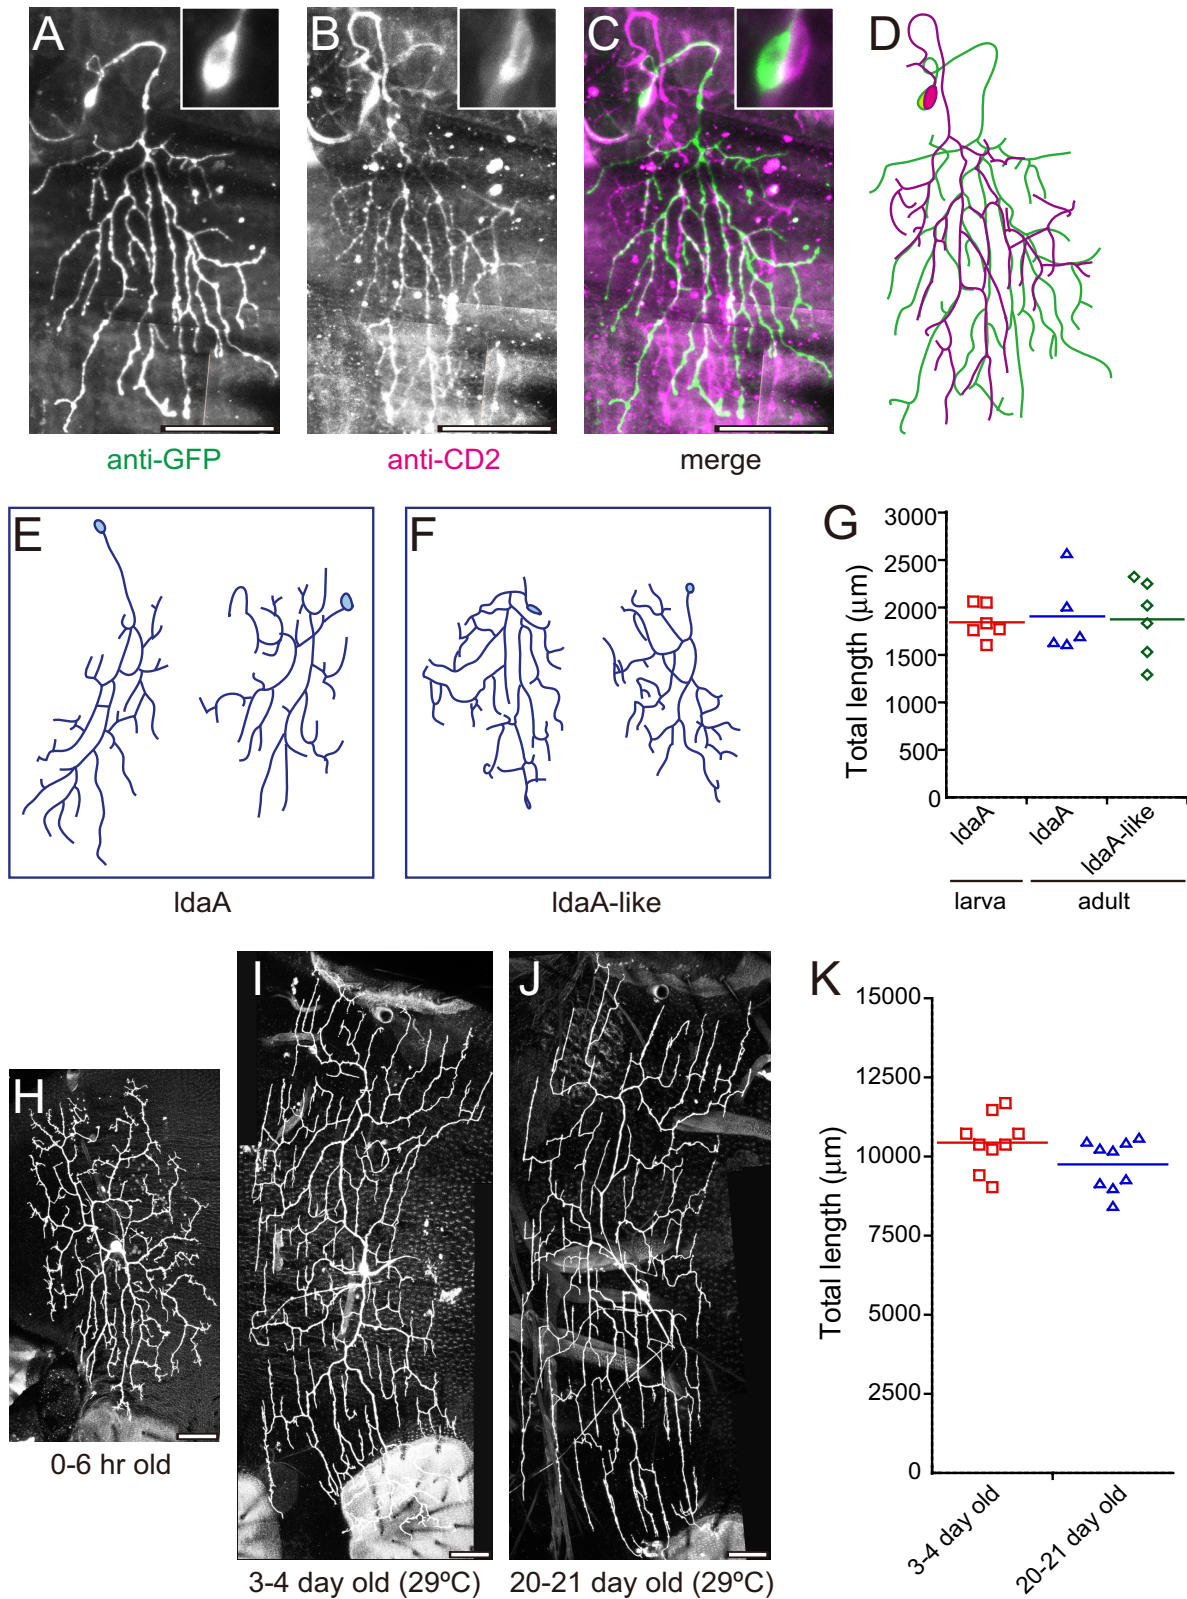 A
B
C
D
anti-GFP
anti-CD2
merge
E
F
G
Total length (μm)
3000
2500
2000
1500
1000
500
0
ldaA
ldaA
ldaA-like
larva
adult
ldaA
ldaA-like
H
I
J
K
0-6 hr old
3-4 day old (29ºC)
20-21 day old (29ºC)
Total length (μm)
15000
12500
10000
7500
5000
2500
0
3-4 day old
20-21 day old